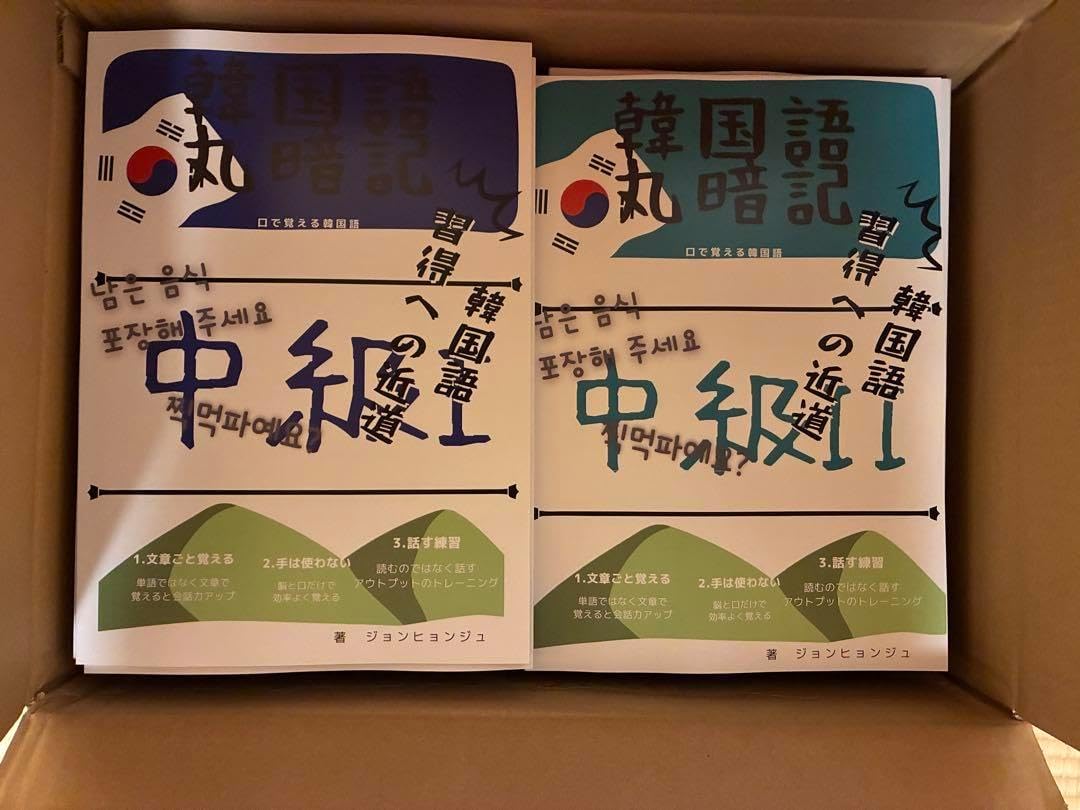 韓国語
丸暗記
口で覚える韓国語
韓国語
習得への近道
남은 음식
포장해 주세요
中級I
찍먹파예요?
1.文章ごと覚える
単語ではなく文章で
覚えると会話力アップ
2.手は使わない
脳と口だけで
効率よく覚える
3.話す練習
読むのではなく話す
アウトプットのトレーニング
著 ジョンヒョンジュ
韓国語
丸暗記
口で覚える韓国語
韓国語
習得への近道
남은 음식
포장해 주세요
中級II
찍먹파예요?
1.文章ごと覚える
単語ではなく文章で
覚えると会話力アップ
2.手は使わない
脳と口だけで
効率よく覚える
3.話す練習
読むのではなく話す
アウトプットのトレーニング
著 ジョンヒョンジュ